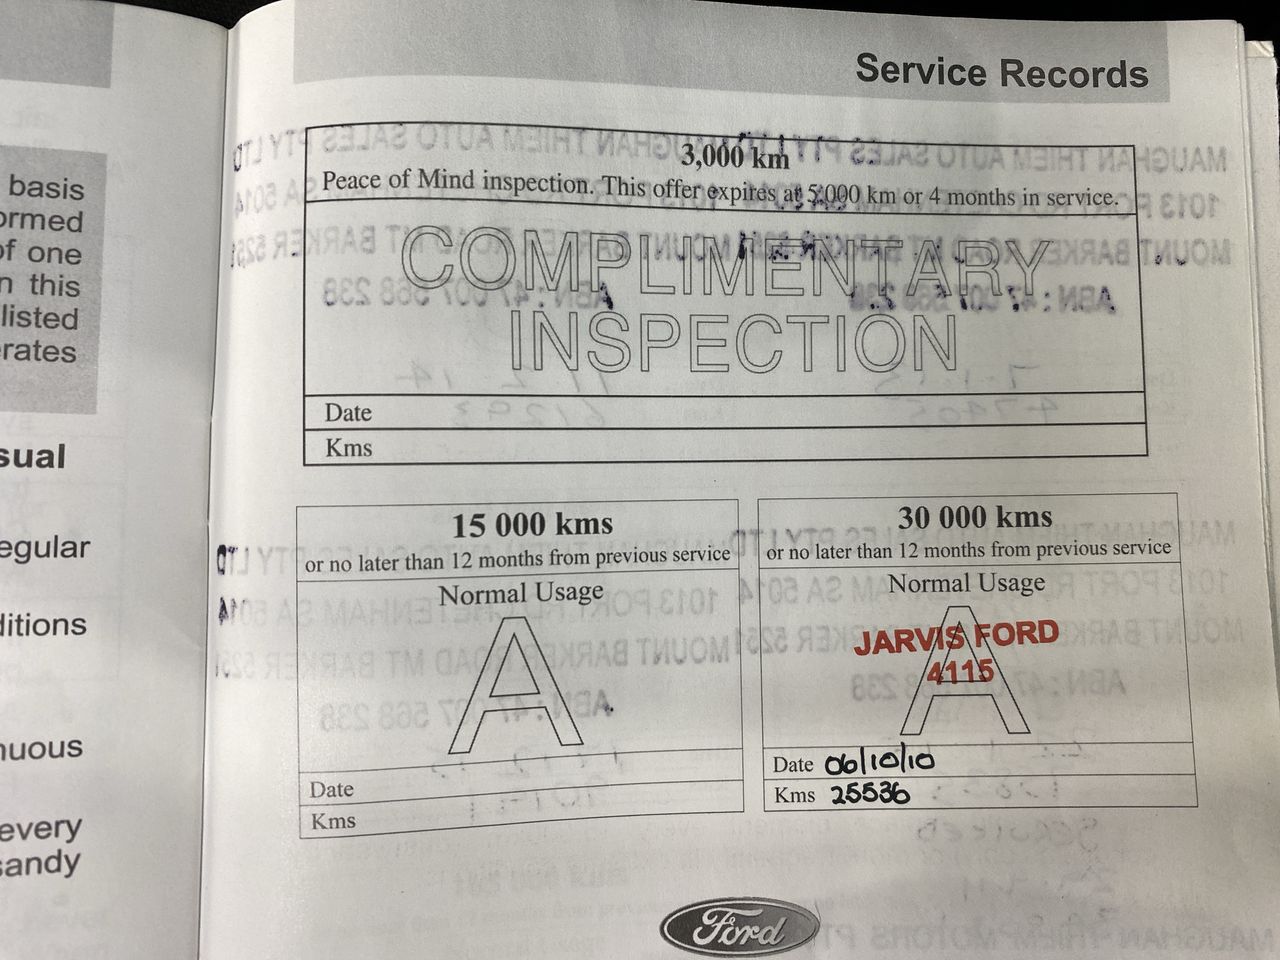 Service Records
basis
ormed
of one
n this
listed
rates
sual
egular
ditions
nuous
every
sandy
3,000 km
Peace of Mind inspection. This offer expires at 5,000 km or 4 months in service.
COMPLIMENTARY
INSPECTION
Date
Kms
15 000 kms
or no later than 12 months from previous service
Normal Usage
A
Date
Kms
30 000 kms
or no later than 12 months from previous service
Normal Usage
A
JARVIS FORD
4115
Date 06/10/10
Kms 25536
Ford